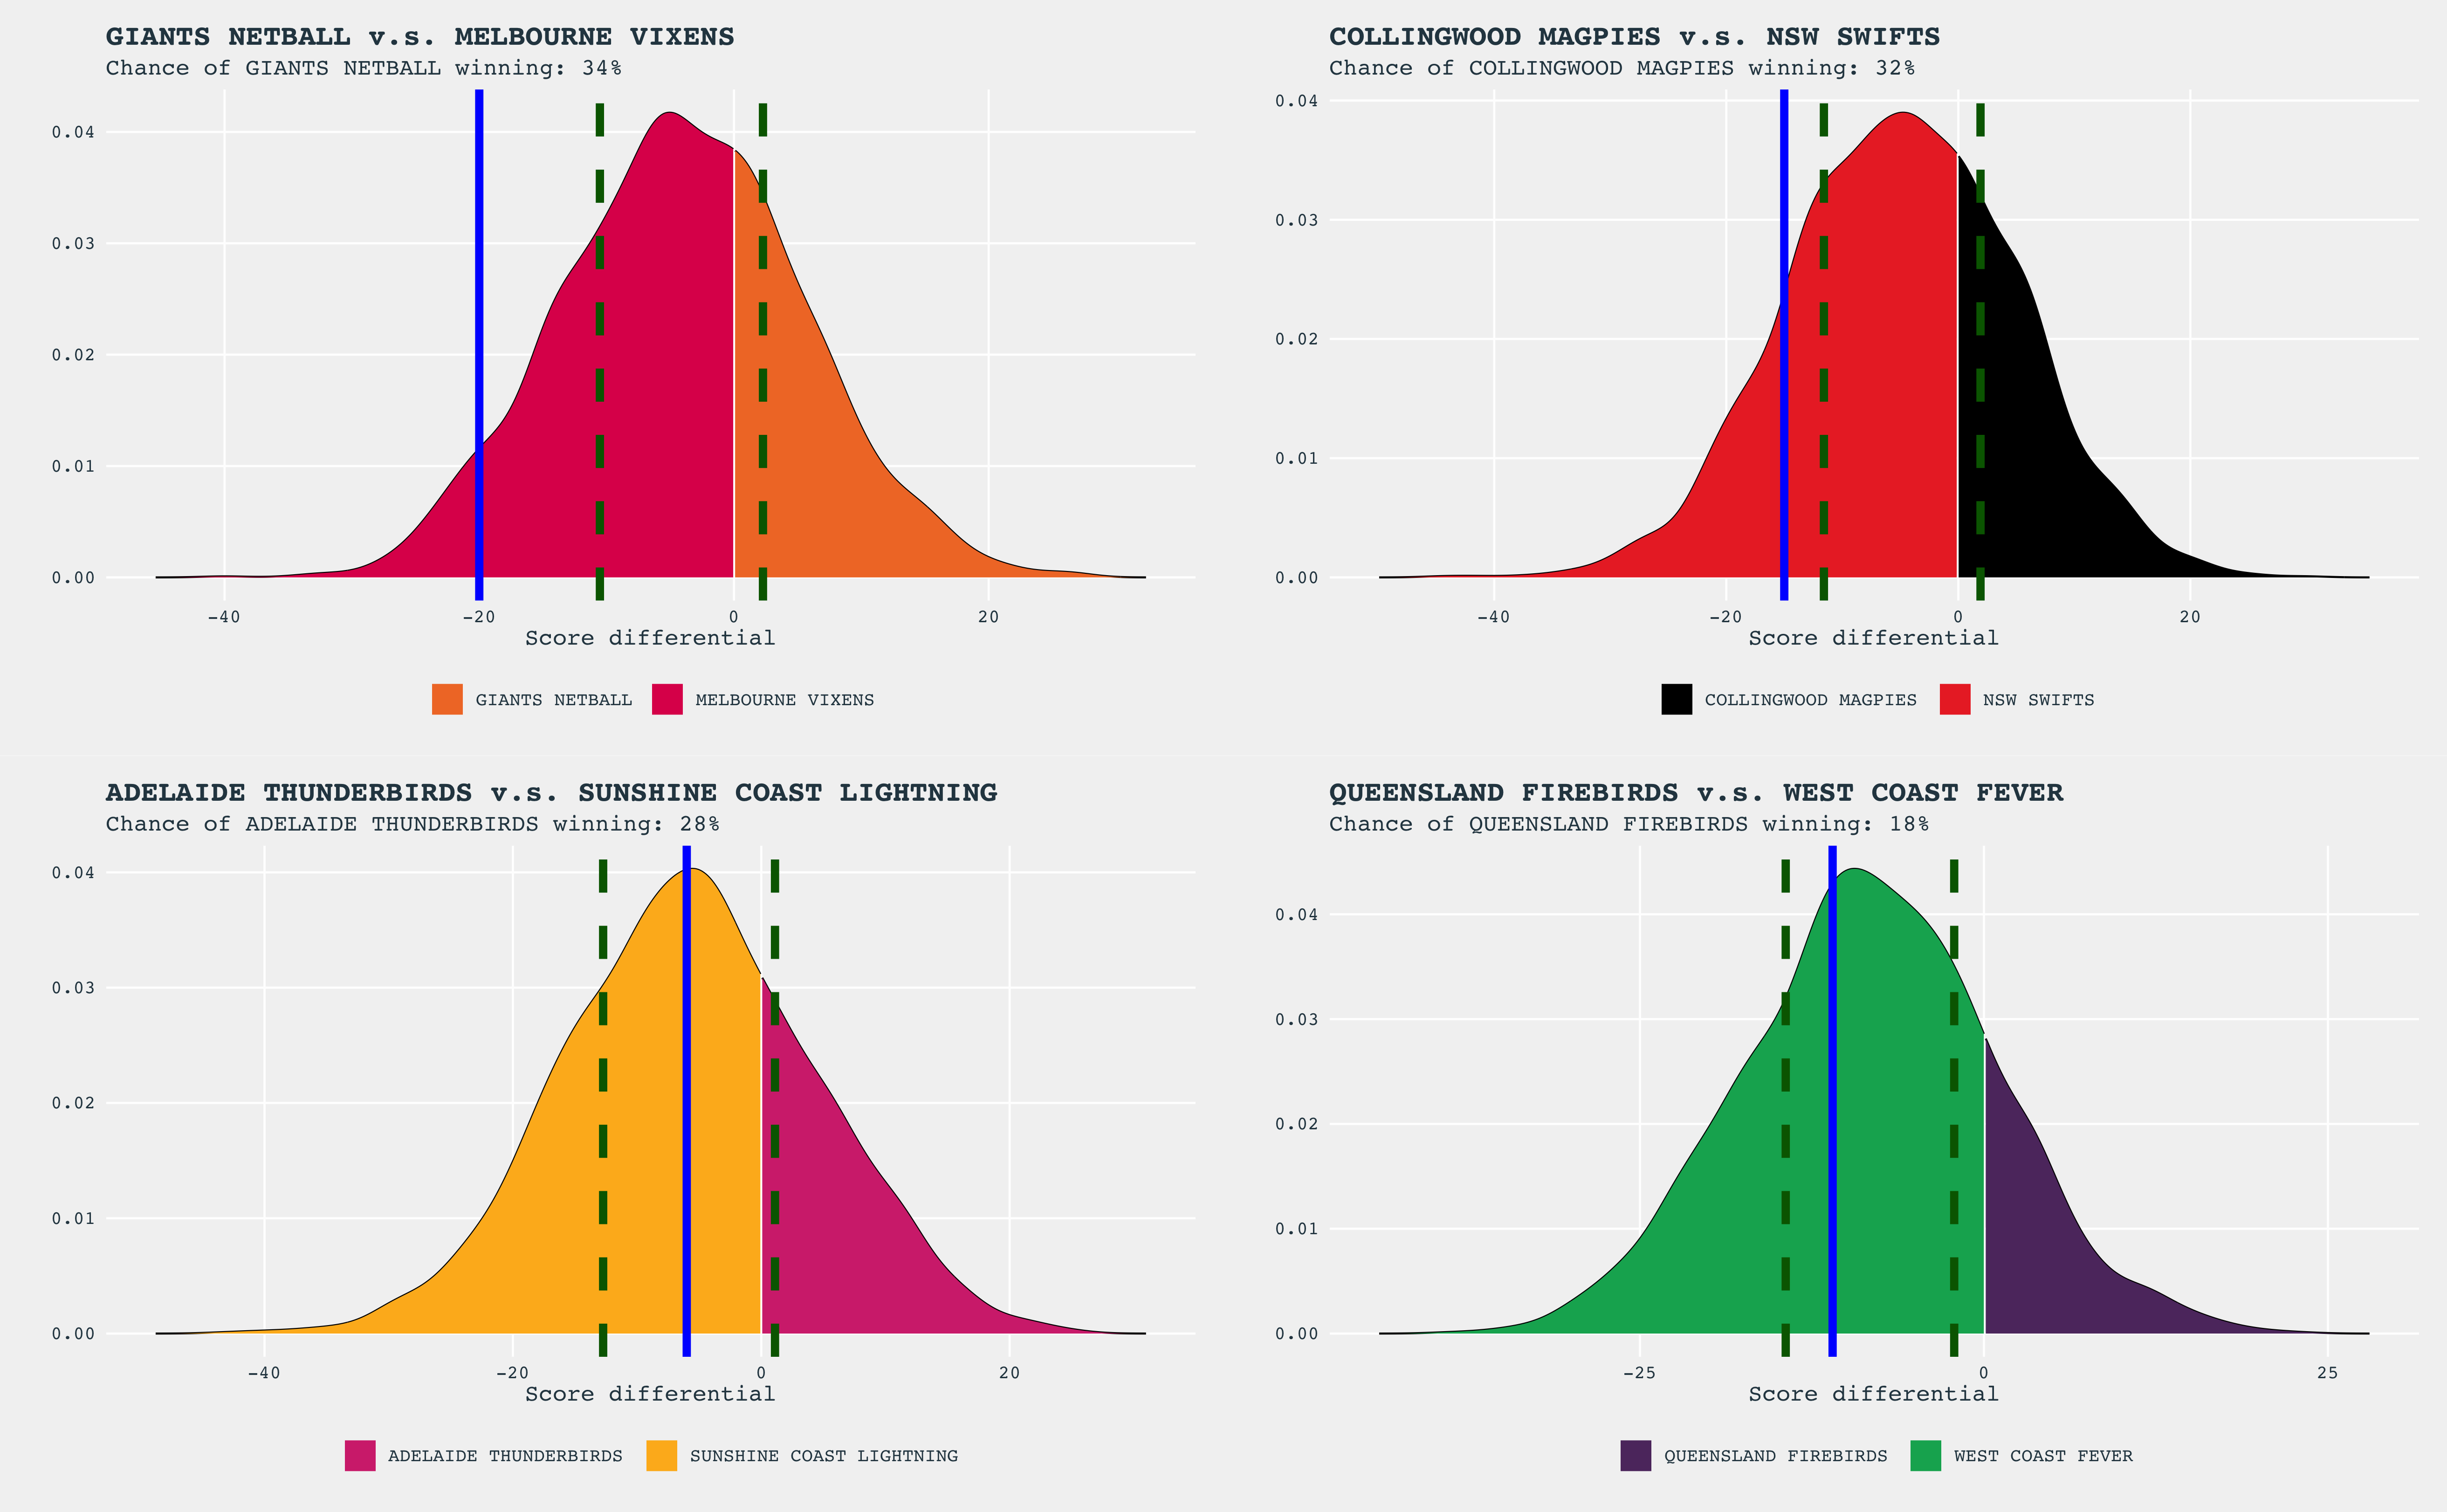 GIANTS NETBALL v.s. MELBOURNE VIXENS
Chance of GIANTS NETBALL winning: 34%
0.04
0.03
0.02
0.01
0.00
-40 -20 0 20
Score differential
GIANTS NETBALL MELBOURNE VIXENS
COLLINGWOOD MAGPIES v.s. NSW SWIFTS
Chance of COLLINGWOOD MAGPIES winning: 32%
0.04
0.03
0.02
0.01
0.00
-40 -20 0 20
Score differential
COLLINGWOOD MAGPIES NSW SWIFTS
ADELAIDE THUNDERBIRDS v.s. SUNSHINE COAST LIGHTNING
Chance of ADELAIDE THUNDERBIRDS winning: 28%
0.04
0.03
0.02
0.01
0.00
-40 -20 0 20
Score differential
ADELAIDE THUNDERBIRDS SUNSHINE COAST LIGHTNING
QUEENSLAND FIREBIRDS v.s. WEST COAST FEVER
Chance of QUEENSLAND FIREBIRDS winning: 18%
0.04
0.03
0.02
0.01
0.00
-25 0 25
Score differential
QUEENSLAND FIREBIRDS WEST COAST FEVER